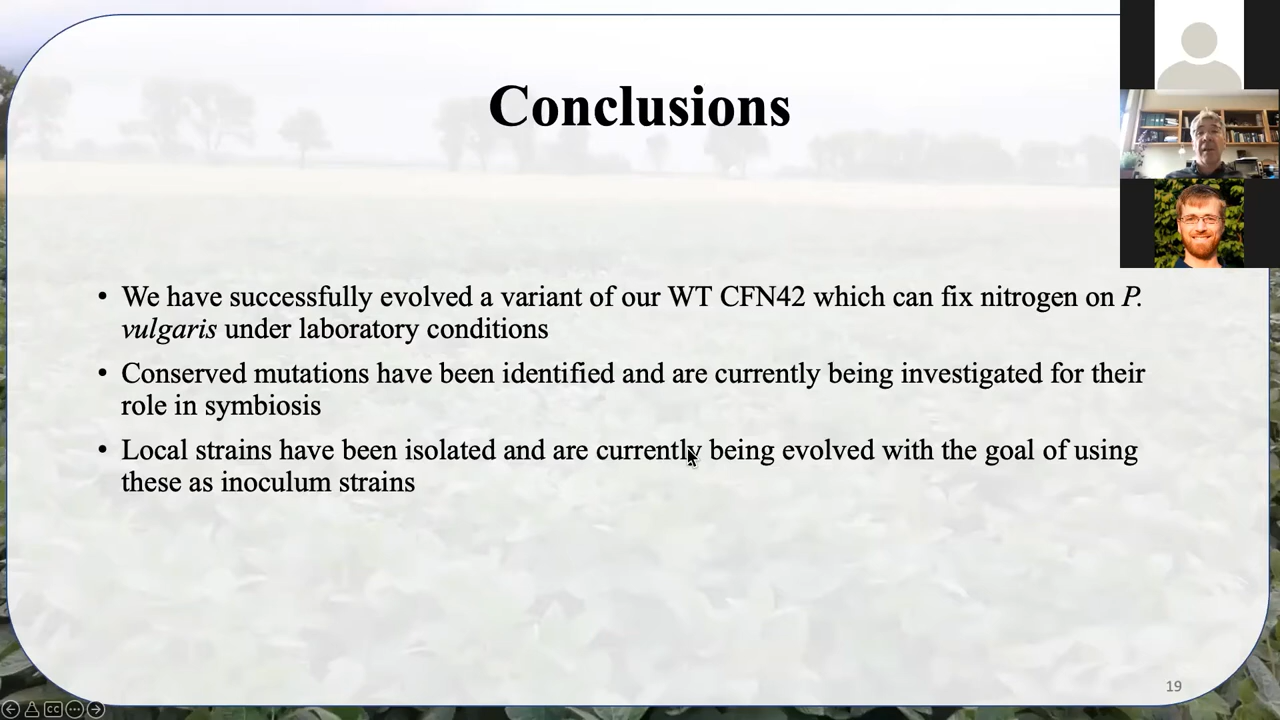 Conclusions
• We have successfully evolved a variant of our WT CFN42 which can fix nitrogen on P.
vulgaris under laboratory conditions
• Conserved mutations have been identified and are currently being investigated for their
role in symbiosis
• Local strains have been isolated and are currently being evolved with the goal of using
these as inoculum strains
19
CC